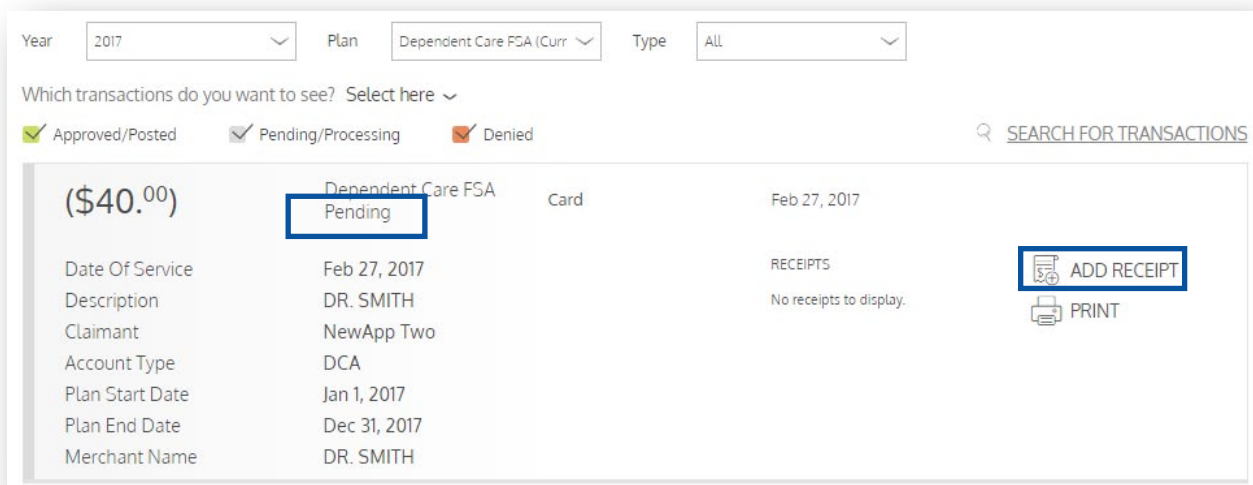 Year 2017 Plan Dependent Care FSA (Curr Type All
Which transactions do you want to see? Select here
Approved/Posted Pending/Processing Denied SEARCH FOR TRANSACTIONS
($40.00) Dependent Care FSA Card Feb 27, 2017
Pending
Date Of Service Feb 27, 2017 RECEIPTS ADD RECEIPT
Description DR. SMITH No receipts to display. PRINT
Claimant NewApp Two
Account Type DCA
Plan Start Date Jan 1, 2017
Plan End Date Dec 31, 2017
Merchant Name DR. SMITH